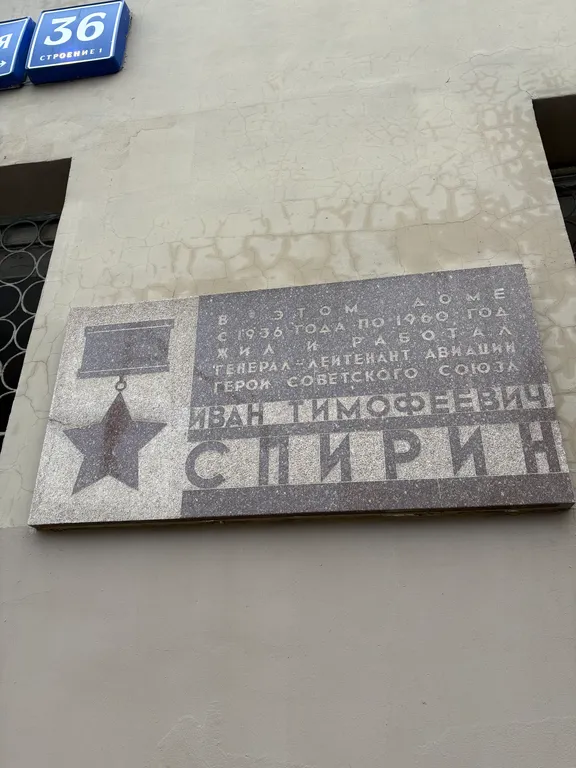 Я
36
СТРОЕНИЕ 1
В ЭТОМ ДОМЕ
С 1936 ГОДА ПО 1960 ГОД
ЖИЛ И РАБОТАЛ
ГЕНЕРАЛ-ЛЕЙТЕНАНТ АВИАЦИИ
ГЕРОЙ СОВЕТСКОГО СОЮЗА
ИВАН ТИМОФЕЕВИЧ
СПИРИН